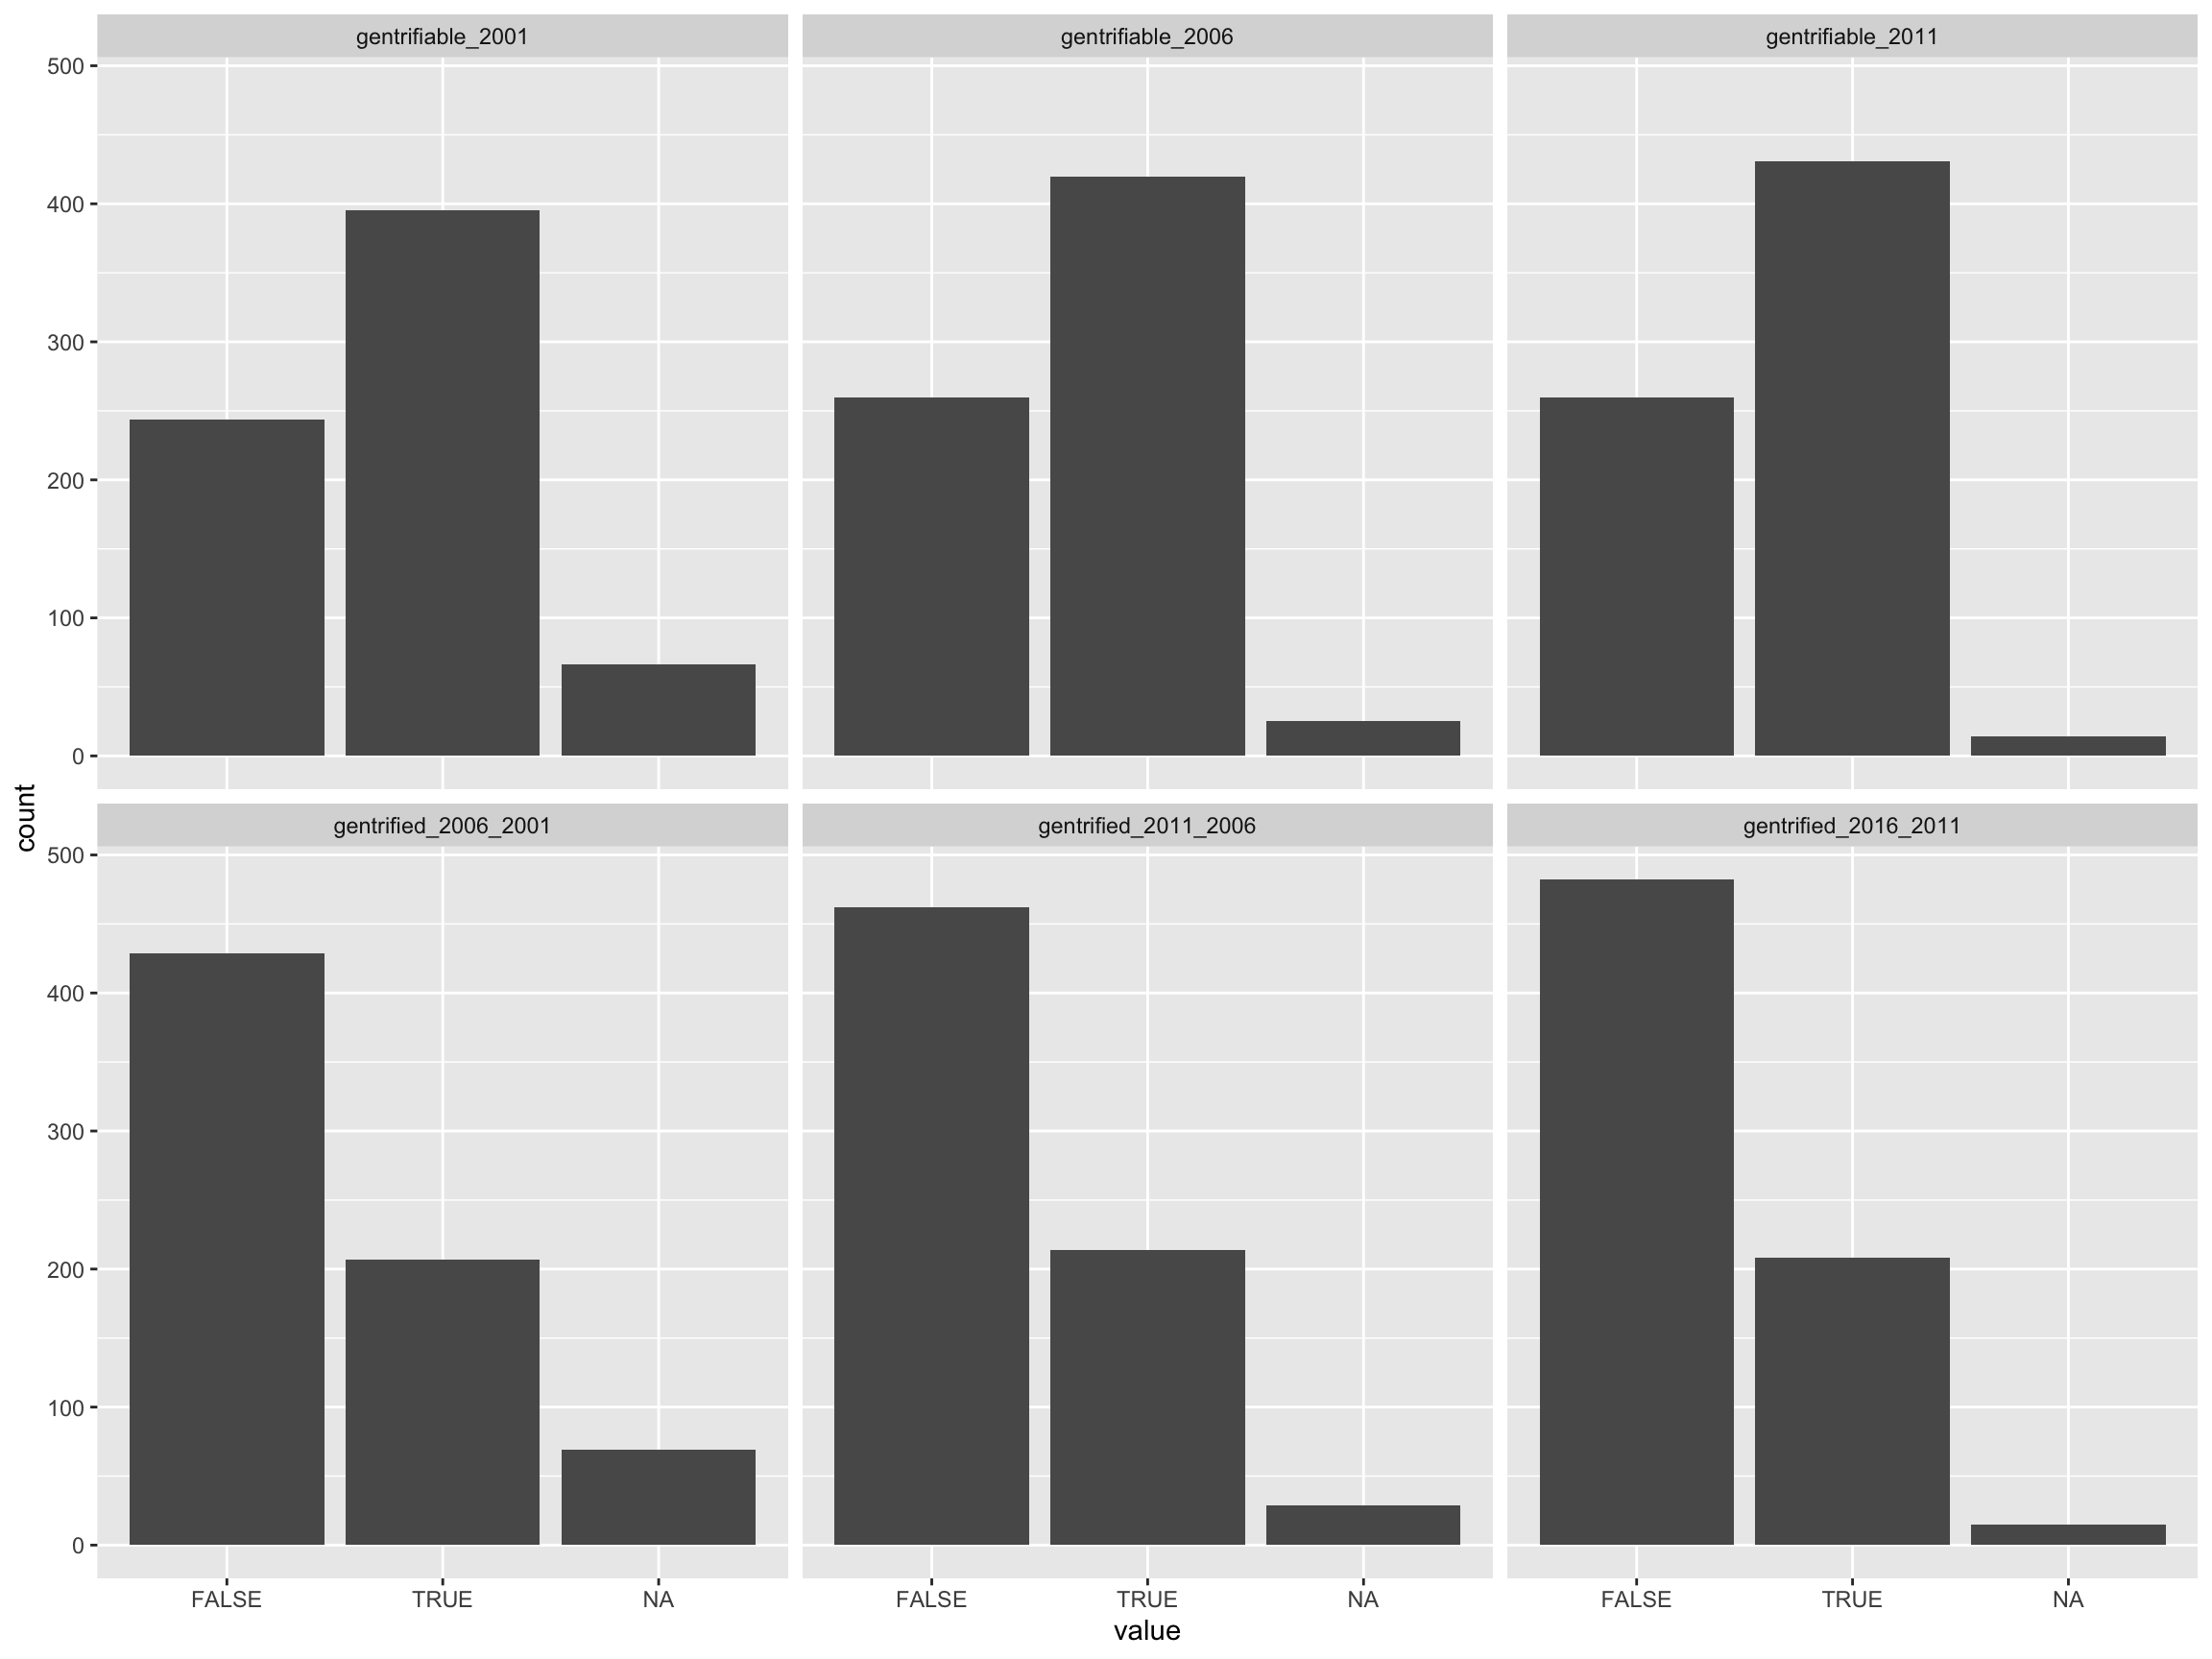 gentrifiable_2001
gentrifiable_2006
gentrifiable_2011
500
400
300
200
100
0
count
gentrified_2006_2001
gentrified_2011_2006
gentrified_2016_2011
500
400
300
200
100
0
FALSE TRUE NA
FALSE TRUE NA
FALSE TRUE NA
value